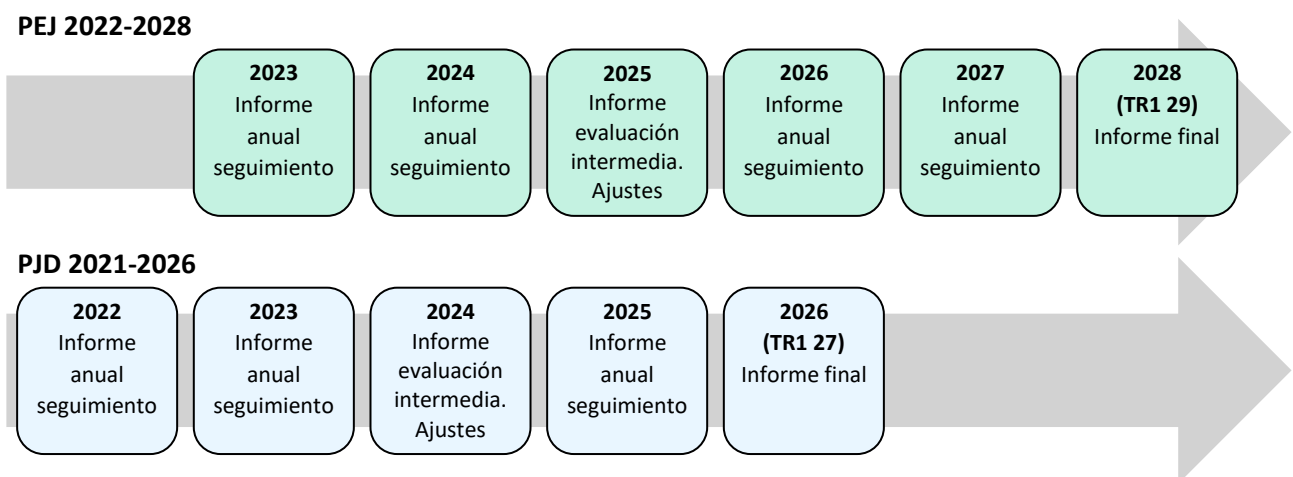 PEJ 2022-2028
2023
Informe
anual
seguimiento
2024
Informe
anual
seguimiento
2025
Informe
evaluación
intermedia.
Ajustes
2026
Informe
anual
seguimiento
2027
Informe
anual
seguimiento
2028
(TR1 29)
Informe final
PJD 2021-2026
2022
Informe
anual
seguimiento
2023
Informe
anual
seguimiento
2024
Informe
evaluación
intermedia.
Ajustes
2025
Informe
anual
seguimiento
2026
(TR1 27)
Informe final